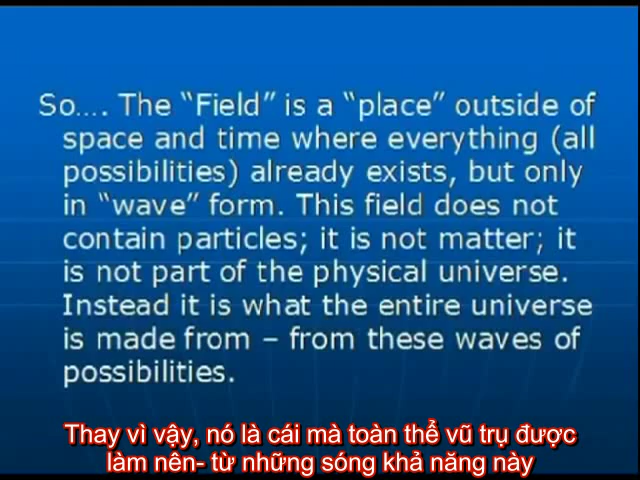 So.... The “Field” is a “place” outside of
space and time where everything (all
possibilities) already exists, but only
in “wave” form. This field does not
contain particles; it is not matter; it
is not part of the physical universe.
Instead it is what the entire universe
is made from – from these waves of
possibilities.
Thay vì vậy, nó là cái mà toàn thể vũ trụ được
làm nên- từ những sóng khả năng này